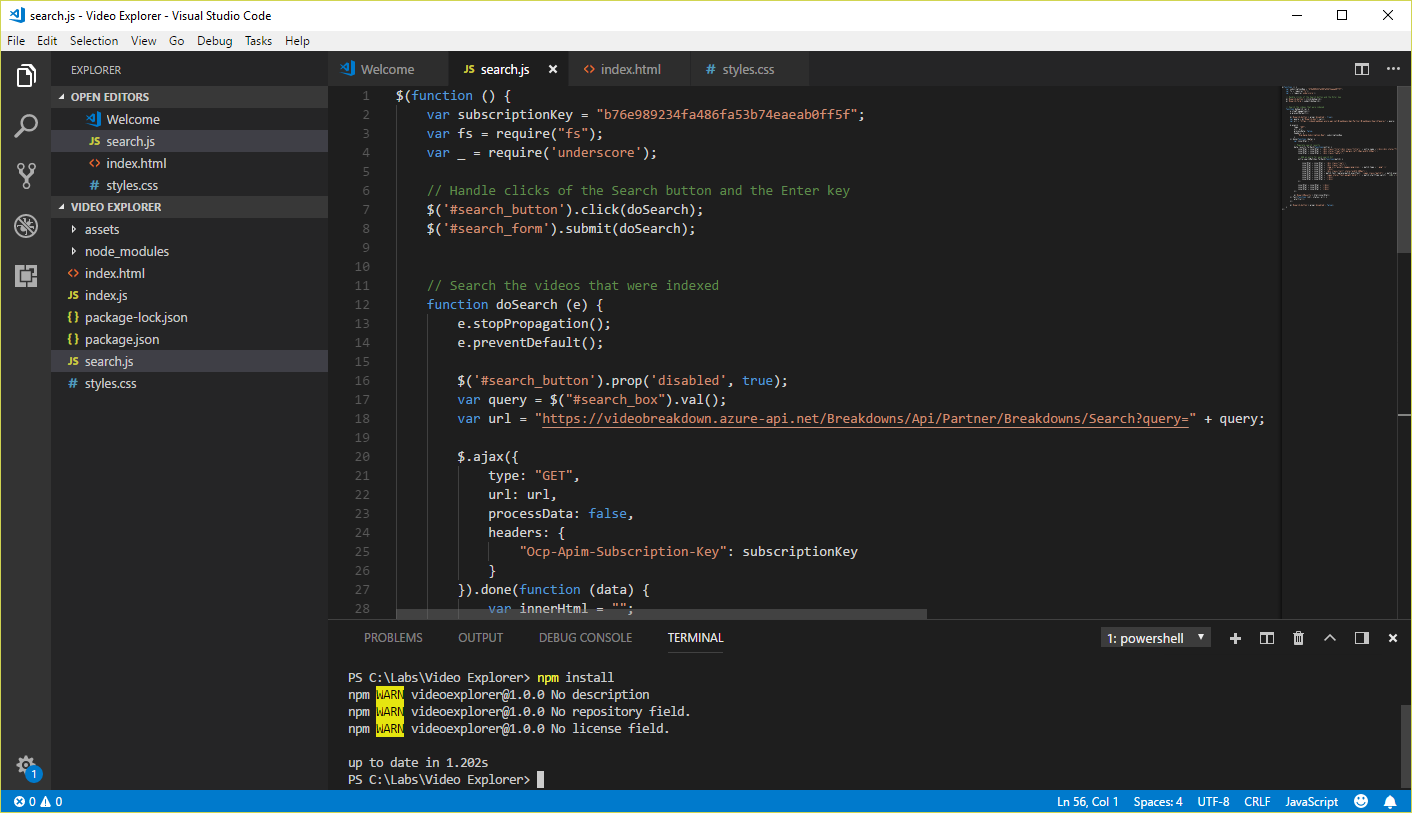 search.js - Video Explorer - Visual Studio Code
File Edit Selection View Go Debug Tasks Help
EXPLORER
OPEN EDITORS
Welcome
JS search.js
<> index.html
# styles.css
VIDEO EXPLORER
assets
node_modules
<> index.html
JS index.js
{} package-lock.json
{} package.json
JS search.js
# styles.css
1
Welcome JS search.js × <> index.html # styles.css
1 $(function () {
2 var subscriptionKey = "b76e989234fa486fa53b74eaeab0ff5f";
3 var fs = require("fs");
4 var _ = require('underscore');
5
6 // Handle clicks of the Search button and the Enter key
7 $('#search_button').click(doSearch);
8 $('#search_form').submit(doSearch);
9
10
11 // Search the videos that were indexed
12 function doSearch (e) {
13 e.stopPropagation();
14 e.preventDefault();
15
16 $('#search_button').prop('disabled', true);
17 var query = $("#search_box").val();
18 var url = "https://videobreakdown.azure-api.net/Breakdowns/Api/Partner/Breakdowns/Search?query=" + query;
19
20 $.ajax({
21 type: "GET",
22 url: url,
23 processData: false,
24 headers: {
25 "Ocp-Apim-Subscription-Key": subscriptionKey
26 }
27 }).done(function (data) {
28 var innerHtml = "";
PROBLEMS OUTPUT DEBUG CONSOLE TERMINAL 1: powershell
PS C:\Labs\Video Explorer> npm install
npm WARN videoexplorer@1.0.0 No description
npm WARN videoexplorer@1.0.0 No repository field.
npm WARN videoexplorer@1.0.0 No license field.
up to date in 1.202s
PS C:\Labs\Video Explorer>
0 0 Ln 56, Col 1 Spaces: 4 UTF-8 CRLF JavaScript